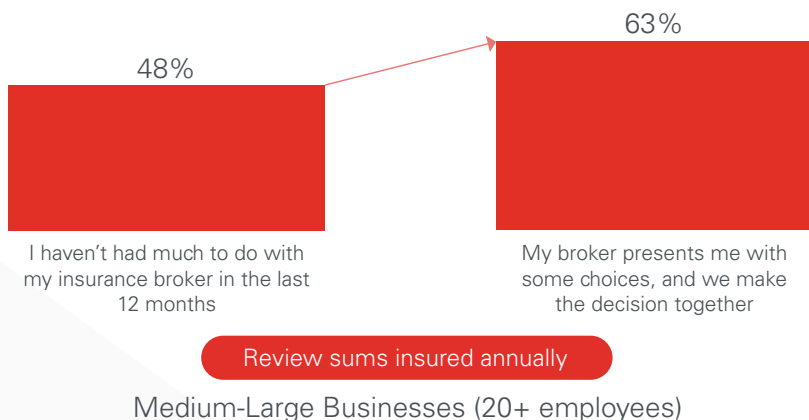 63%
48%
I haven't had much to do with
my insurance broker in the last
12 months
My broker presents me with
some choices, and we make
the decision together
Review sums insured annually
Medium-Large Businesses (20+ employees)